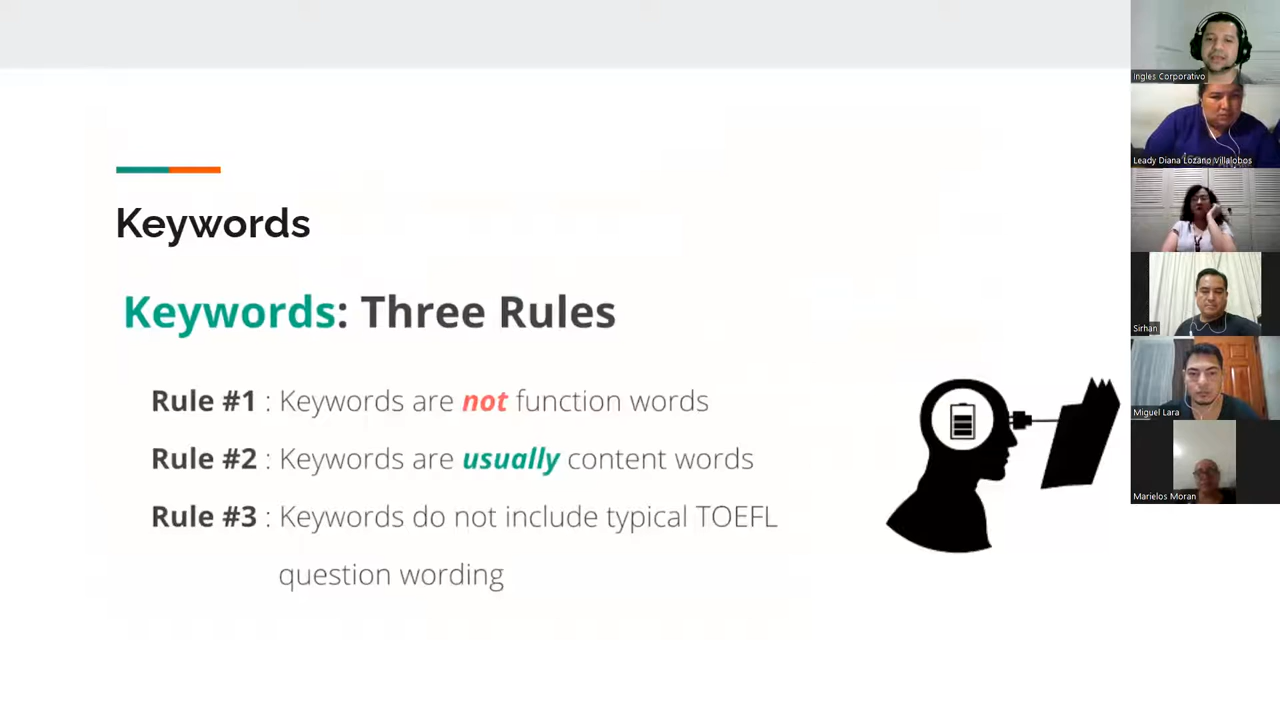 Keywords
Keywords: Three Rules
Rule #1 : Keywords are not function words
Rule #2 : Keywords are usually content words
Rule #3 : Keywords do not include typical TOEFL
question wording
ingles Corporativo
Leady Diana Lozano Villalobos
Sirhan
Miguel Lara
Marielos Moran